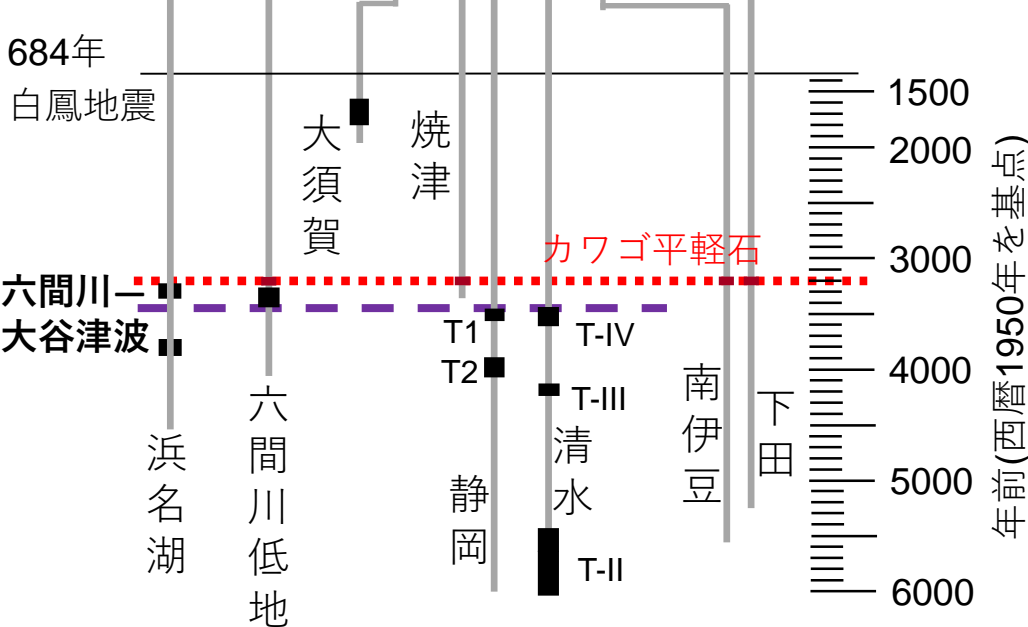 684年
白鳳地震
大須賀
焼津
カワゴ平軽石
六間川―
大谷津波
T1
T-IV
T2
T-III
浜名湖
六間川低地
静岡
清水
T-II
南伊豆
下田
1500
2000
3000
4000
5000
6000
年前(西暦1950年を基点)